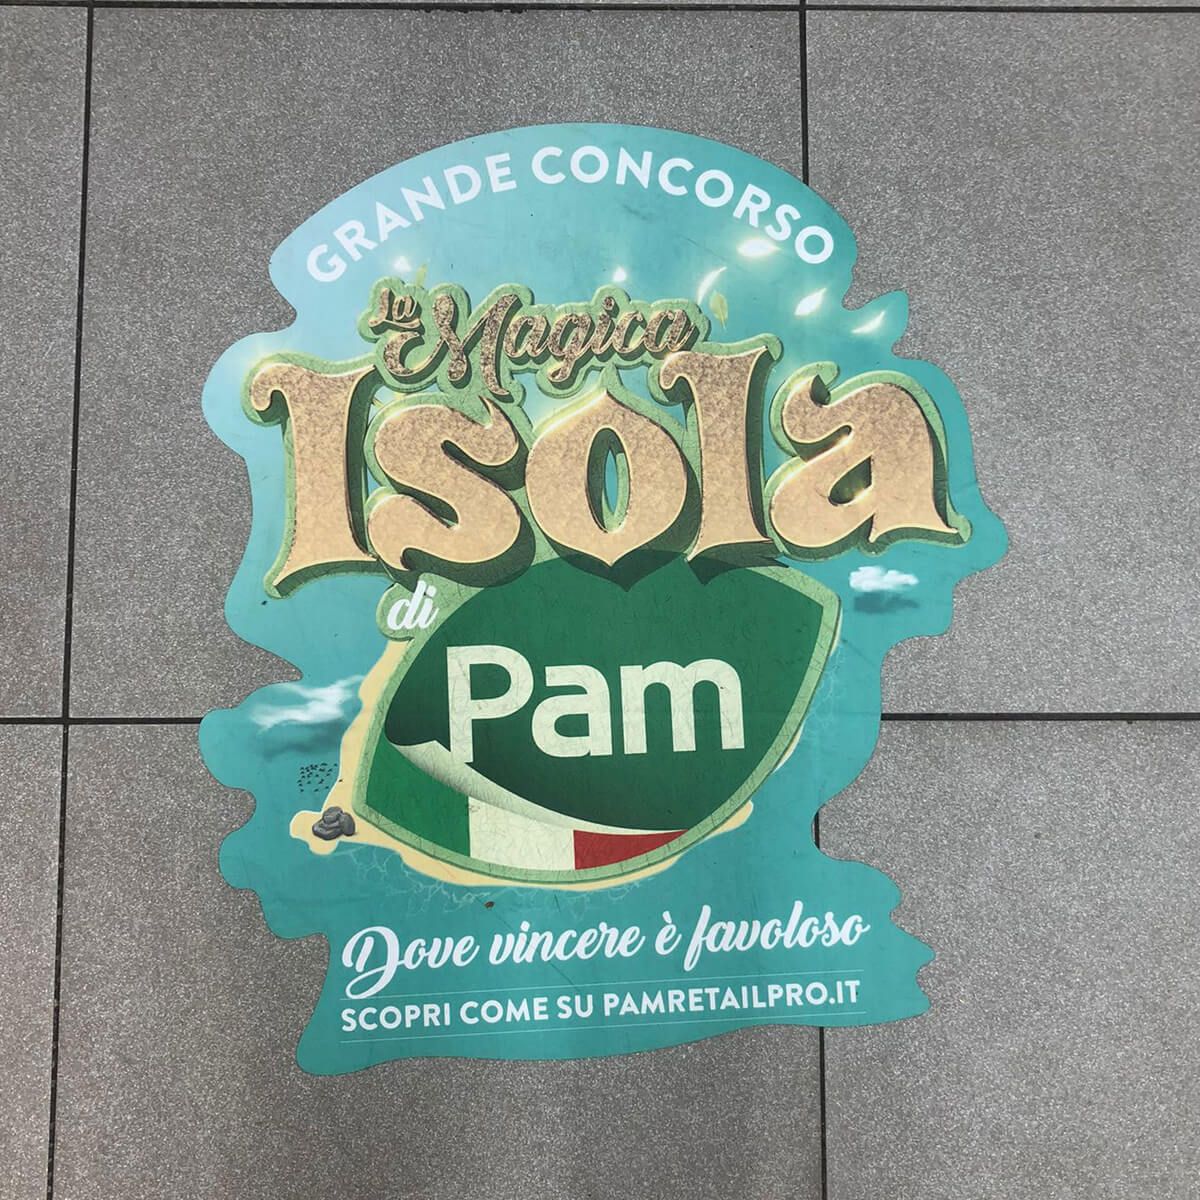 GRANDE CONCORSO
La Magica
Isola
di
Pam
Dove vincere è favoloso
SCOPRI COME SU PAMRETAILPRO.IT